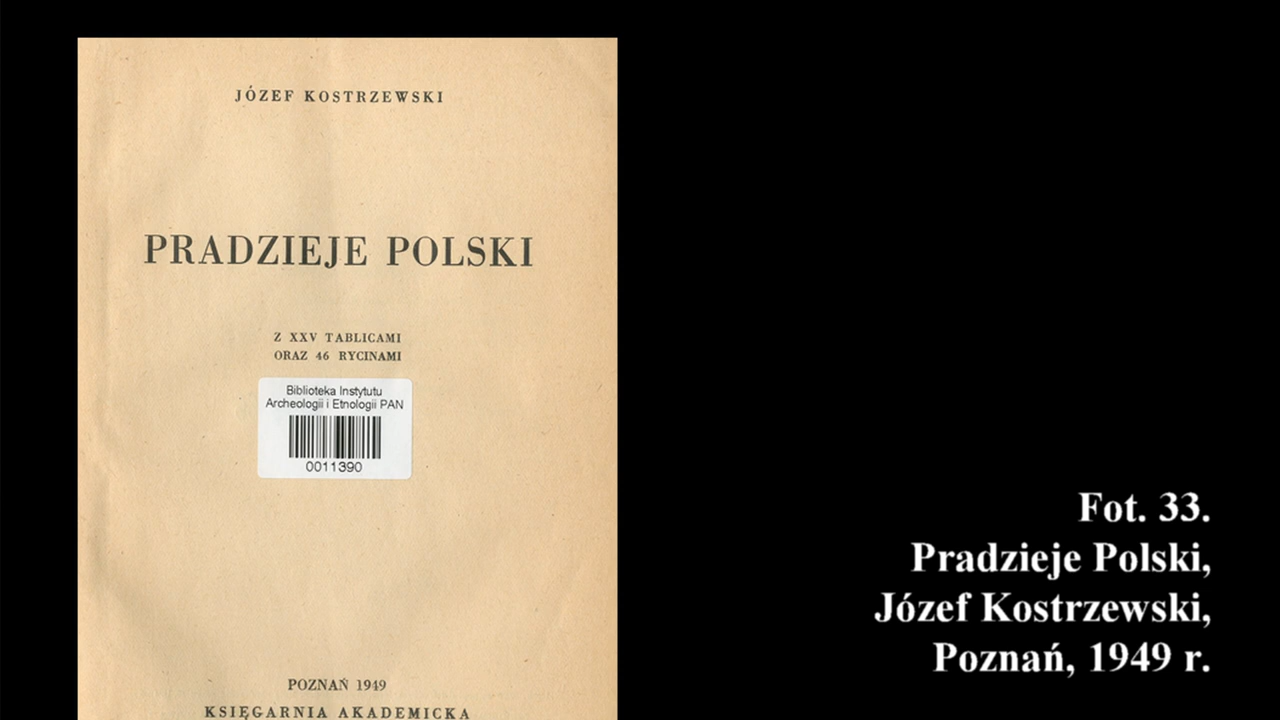 JÓZEF KOSTRZEWSKI
PRADZIEJE POLSKI
Z XXV TABLICAMI
ORAZ 46 RYCINAMI
Biblioteka Instytutu
Archeologii i Etnologii PAN
0011390
POZNAŃ 1949
KSIĘGARNIA AKADEMICKA
Fot. 33.
Pradzieje Polski,
Józef Kostrzewski,
Poznań, 1949 r.